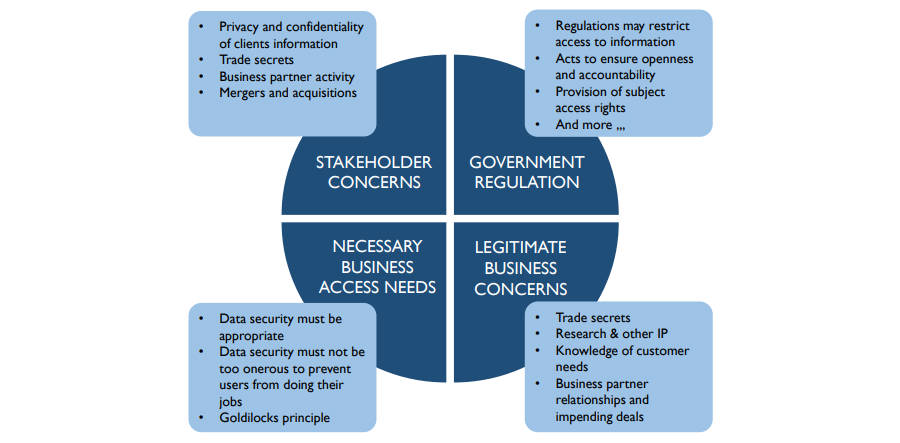 • Privacy and confidentiality
of clients information
• Trade secrets
• Business partner activity
• Mergers and acquisitions
• Regulations may restrict
access to information
• Acts to ensure openness
and accountability
• Provision of subject
access rights
• And more ,,,
STAKEHOLDER
CONCERNS
GOVERNMENT
REGULATION
NECESSARY
BUSINESS
ACCESS NEEDS
LEGITIMATE
BUSINESS
CONCERNS
• Data security must be
appropriate
• Data security must not be
too onerous to prevent
users from doing their
jobs
• Goldilocks principle
• Trade secrets
• Research & other IP
• Knowledge of customer
needs
• Business partner
relationships and
impending deals